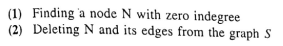 (1) Finding a node N with zero indegree
(2) Deleting N and its edges from the graph S